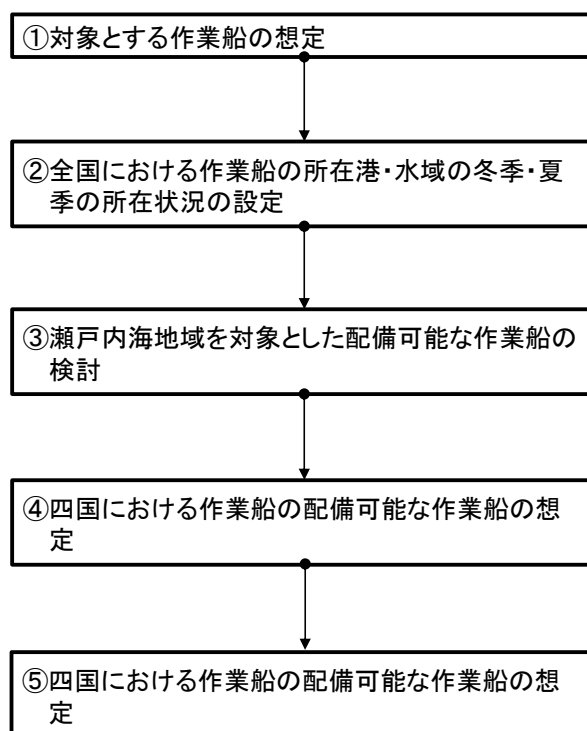 ①対象とする作業船の想定
②全国における作業船の所在港・水域の冬季・夏
季の所在状況の設定
③瀬戸内海地域を対象とした配備可能な作業船の
検討
④四国における作業船の配備可能な作業船の想
定
⑤四国における作業船の配備可能な作業船の想
定